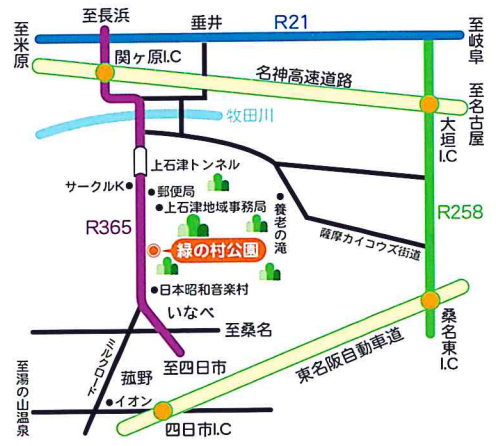 至長浜
垂井
R21
至米原
至岐阜
関ヶ原I.C
名神高速道路
至名古屋
牧田川
大垣I.C
上石津トンネル
サークルK
郵便局
上石津地域事務局
養老の滝
R365
R258
薩摩カイコウズ街道
緑の村公園
日本昭和音楽村
いなべ
至桑名
桑名東I.C
至四日市
東名阪自動車道
ミルクロード
菰野
至湯の山温泉
イオン
四日市I.C